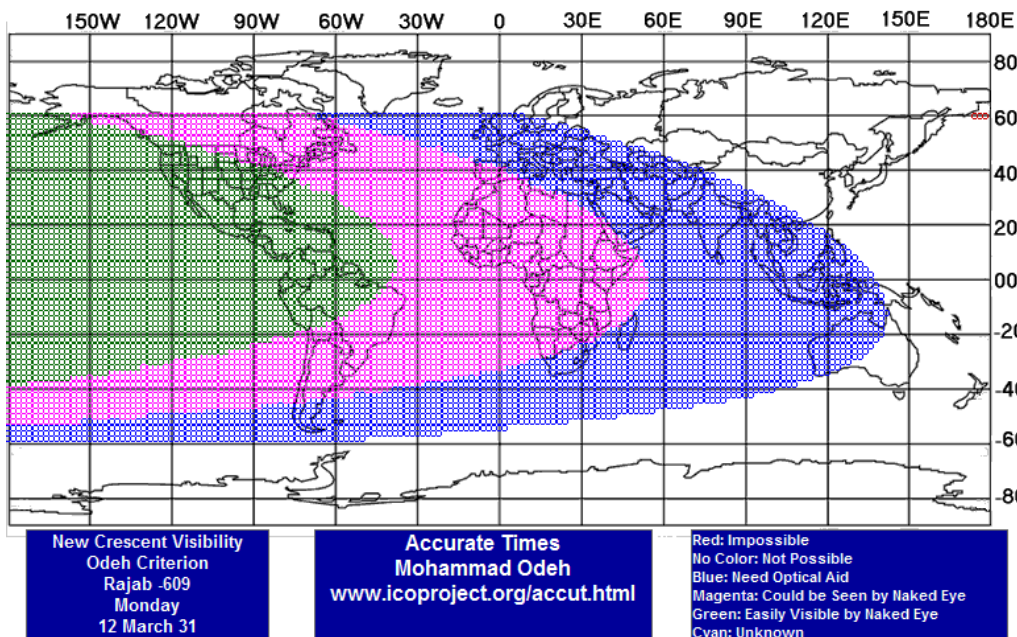 150W 120W 90W 60W 30W 0 30E 60E 90E 120E 150E 180E
80
60
40
20
00
-20
-40
-60
-80
New Crescent Visibility
Odeh Criterion
Rajab -609
Monday
12 March 31
Accurate Times
Mohammad Odeh
www.icoproject.org/accut.html
Red: Impossible
No Color: Not Possible
Blue: Need Optical Aid
Magenta: Could be Seen by Naked Eye
Green: Easily Visible by Naked Eye
Cyan: Unknown